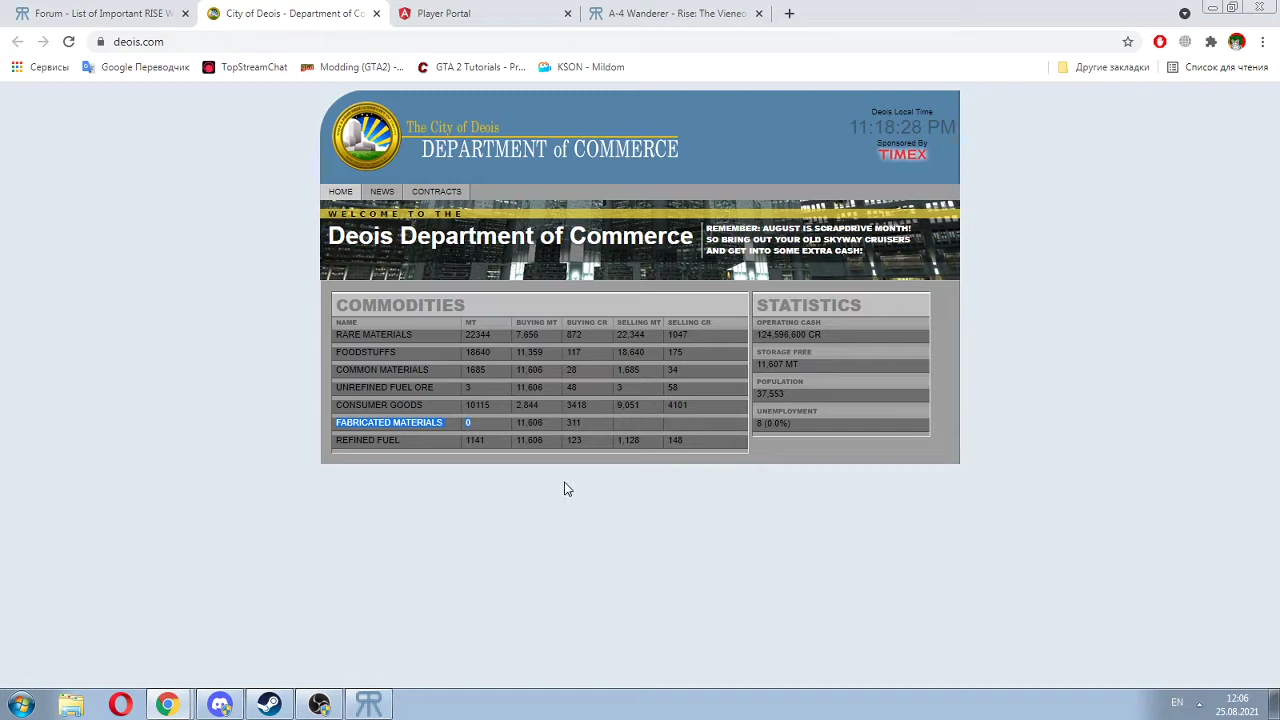 Forum - List of Important RISE W
City of Deois - Department of Co
Player Portal
A-4 Wanderer - Rise: The Vieneo
deois.com
Сервисы
Google Переводчик
TopStreamChat
Modding (GTA2) -...
GTA 2 Tutorials - Pr...
KSON - Mildom
Другие закладки
Список для чтения
The City of Deois
DEPARTMENT of COMMERCE
Deois Local Time
11:18:28 PM
Sponsored By
TIMEX
HOME NEWS CONTRACTS
WELCOME TO THE
Deois Department of Commerce
REMEMBER: AUGUST IS SCRAPDRIVE MONTH!
SO BRING OUT YOUR OLD SKYWAY CRUISERS
AND GET INTO SOME EXTRA CASH!
COMMODITIES
NAME MT BUYING MT BUYING CR SELLING MT SELLING CR
RARE MATERIALS 22344 7,656 872 22,344 1047
FOODSTUFFS 18640 11,359 117 18,640 175
COMMON MATERIALS 1685 11,606 28 1,685 34
UNREFINED FUEL ORE 3 11,606 48 3 58
CONSUMER GOODS 10115 2,844 3418 9,051 4101
FABRICATED MATERIALS 0 11,606 311
REFINED FUEL 1141 11,606 123 1,128 148
STATISTICS
OPERATING CASH
124,596,600 CR
STORAGE FREE
11,607 MT
POPULATION
37,553
UNEMPLOYMENT
8 (0.0%)
EN
12:06
25.08.2021